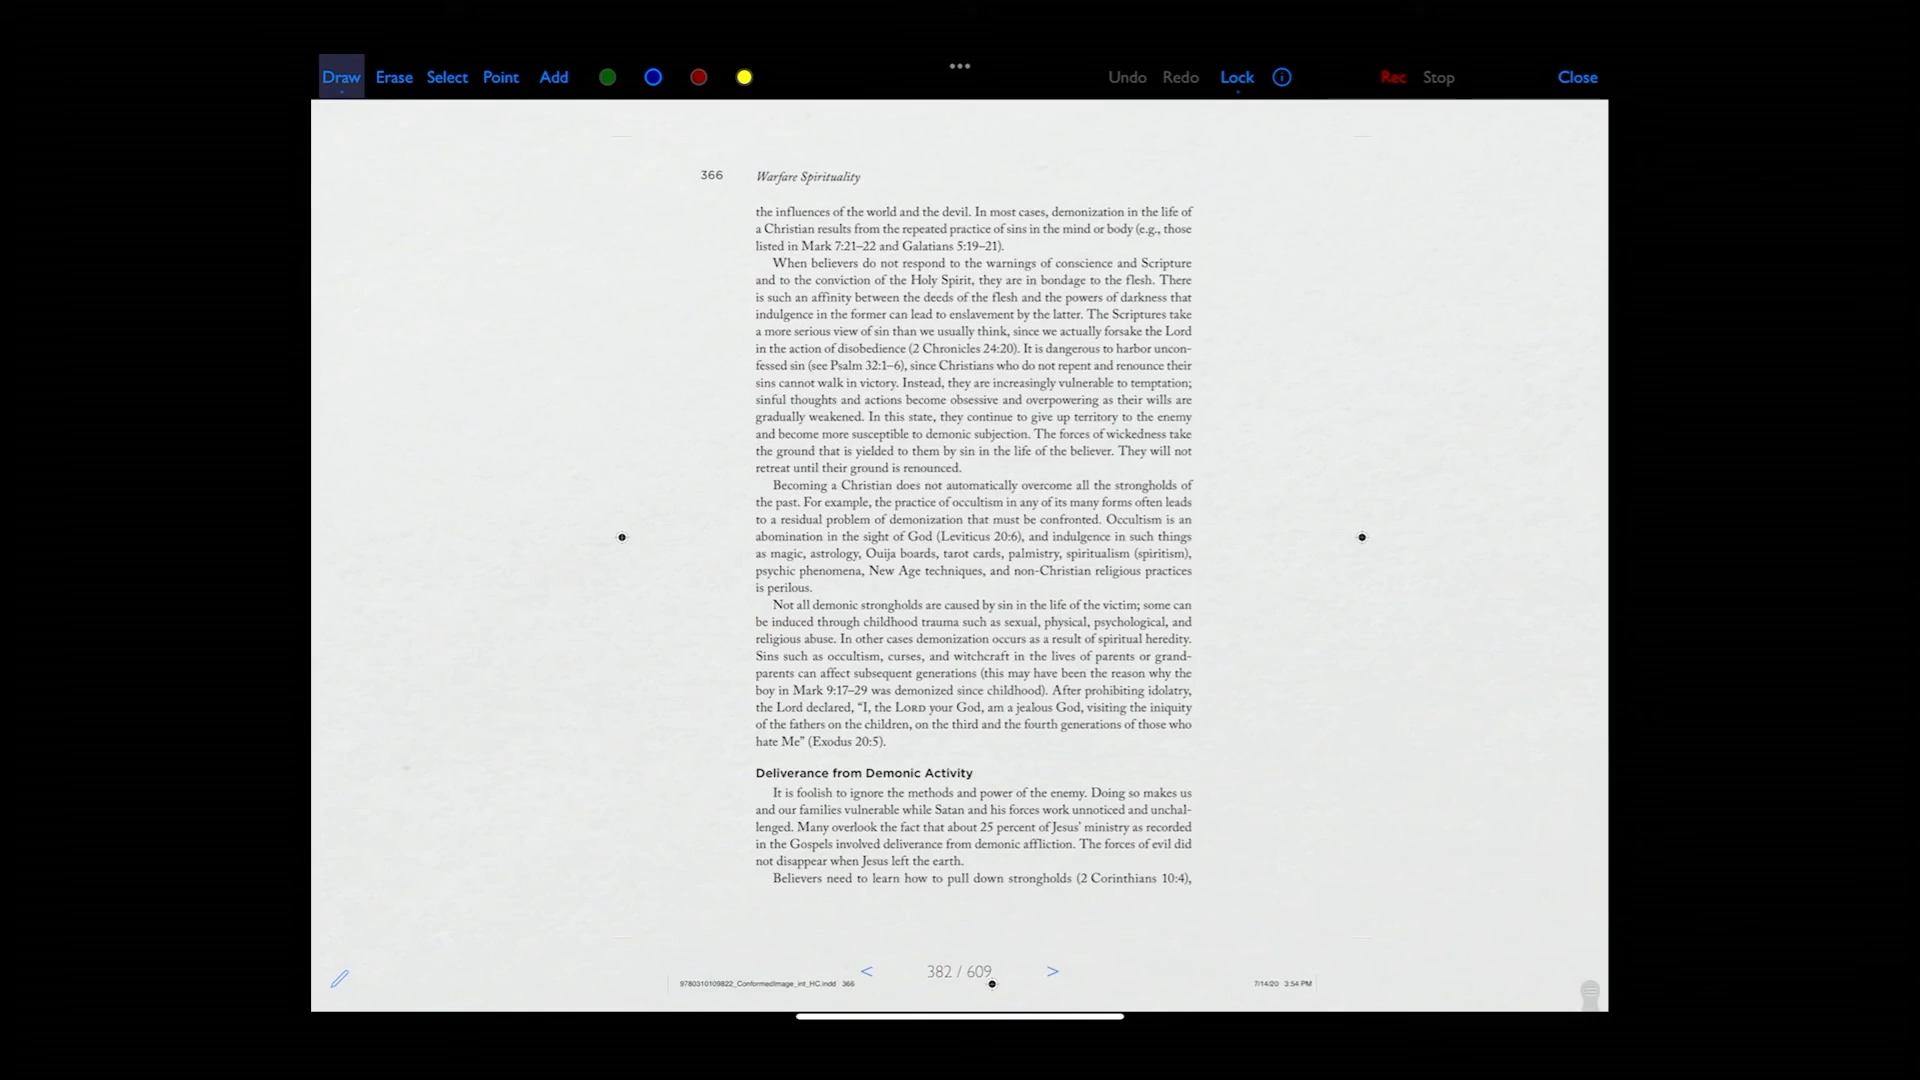 Draw Erase Select Point Add Undo Redo Lock Rec Stop Close
366 Warfare Spirituality
the influences of the world and the devil. In most cases, demonization in the life of
a Christian results from the repeated practice of sins in the mind or body (e.g., those
listed in Mark 7:21–22 and Galatians 5:19–21).
When believers do not respond to the warnings of conscience and Scripture
and to the conviction of the Holy Spirit, they are in bondage to the flesh. There
is such an affinity between the deeds of the flesh and the powers of darkness that
indulgence in the former can lead to enslavement by the latter. The Scriptures take
a more serious view of sin than we usually think, since we actually forsake the Lord
in the action of disobedience (2 Chronicles 24:20). It is dangerous to harbor uncon-
fessed sin (see Psalm 32:1–6), since Christians who do not repent and renounce their
sins cannot walk in victory. Instead, they are increasingly vulnerable to temptation;
sinful thoughts and actions become obsessive and overpowering as their wills are
gradually weakened. In this state, they continue to give up territory to the enemy
and become more susceptible to demonic subjection. The forces of wickedness take
the ground that is yielded to them by sin in the life of the believer. They will not
retreat until their ground is renounced.
Becoming a Christian does not automatically overcome all the strongholds of
the past. For example, the practice of occultism in any of its many forms often leads
to a residual problem of demonization that must be confronted. Occultism is an
abomination in the sight of God (Leviticus 20:6), and indulgence in such things
as magic, astrology, Ouija boards, tarot cards, palmistry, spiritualism (spiritism),
psychic phenomena, New Age techniques, and non-Christian religious practices
is perilous.
Not all demonic strongholds are caused by sin in the life of the victim; some can
be induced through childhood trauma such as sexual, physical, psychological, and
religious abuse. In other cases demonization occurs as a result of spiritual heredity.
Sins such as occultism, curses, and witchcraft in the lives of parents or grand-
parents can affect subsequent generations (this may have been the reason why the
boy in Mark 9:17–29 was demonized since childhood). After prohibiting idolatry,
the Lord declared, “I, the LORD your God, am a jealous God, visiting the iniquity
of the fathers on the children, on the third and the fourth generations of those who
hate Me” (Exodus 20:5).
Deliverance from Demonic Activity
It is foolish to ignore the methods and power of the enemy. Doing so makes us
and our families vulnerable while Satan and his forces work unnoticed and unchal-
lenged. Many overlook the fact that about 25 percent of Jesus’ ministry as recorded
in the Gospels involved deliverance from demonic affliction. The forces of evil did
not disappear when Jesus left the earth.
Believers need to learn how to pull down strongholds (2 Corinthians 10:4),
< 382 / 609 >
9780310109822_ConformedImage_int_HC.indd 366 7/14/20 3:54 PM